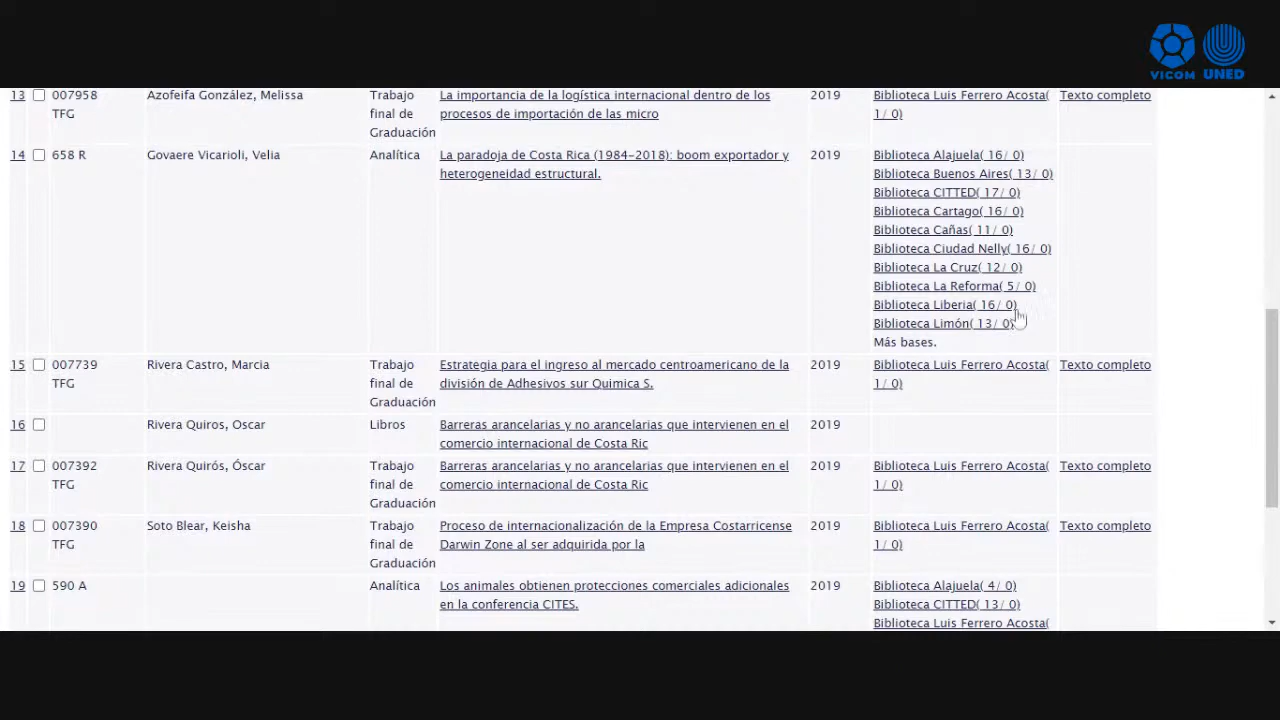 VICOM UNED
13 007958 Azofeifa González, Melissa Trabajo La importancia de la logística internacional dentro de los 2019 Biblioteca Luis Ferrero Acosta( Texto completo
TFG final de procesos de importación de las micro 1/ 0)
Graduación
14 658 R Govaere Vicarioli, Velia Analítica La paradoja de Costa Rica (1984-2018): boom exportador y 2019 Biblioteca Alajuela( 16/ 0)
heterogeneidad estructural. Biblioteca Buenos Aires( 13/ 0)
Biblioteca CITTED( 17/ 0)
Biblioteca Cartago( 16/ 0)
Biblioteca Cañas( 11/ 0)
Biblioteca Ciudad Nelly( 16/ 0)
Biblioteca La Cruz( 12/ 0)
Biblioteca La Reforma( 5/ 0)
Biblioteca Liberia( 16/ 0)
Biblioteca Limón( 13/ 0)
Más bases.
15 007739 Rivera Castro, Marcia Trabajo Estrategia para el ingreso al mercado centroamericano de la 2019 Biblioteca Luis Ferrero Acosta( Texto completo
TFG final de división de Adhesivos sur Quimica S. 1/ 0)
Graduación
16 Rivera Quiros, Oscar Libros Barreras arancelarias y no arancelarias que intervienen en el 2019
comercio internacional de Costa Ric
17 007392 Rivera Quirós, Óscar Trabajo Barreras arancelarias y no arancelarias que intervienen en el 2019 Biblioteca Luis Ferrero Acosta( Texto completo
TFG final de comercio internacional de Costa Ric 1/ 0)
Graduación
18 007390 Soto Blear, Keisha Trabajo Proceso de internacionalización de la Empresa Costarricense 2019 Biblioteca Luis Ferrero Acosta( Texto completo
TFG final de Darwin Zone al ser adquirida por la 1/ 0)
Graduación
19 590 A Analítica Los animales obtienen protecciones comerciales adicionales 2019 Biblioteca Alajuela( 4/ 0)
en la conferencia CITES. Biblioteca CITTED( 13/ 0)
Biblioteca Luis Ferrero Acosta(